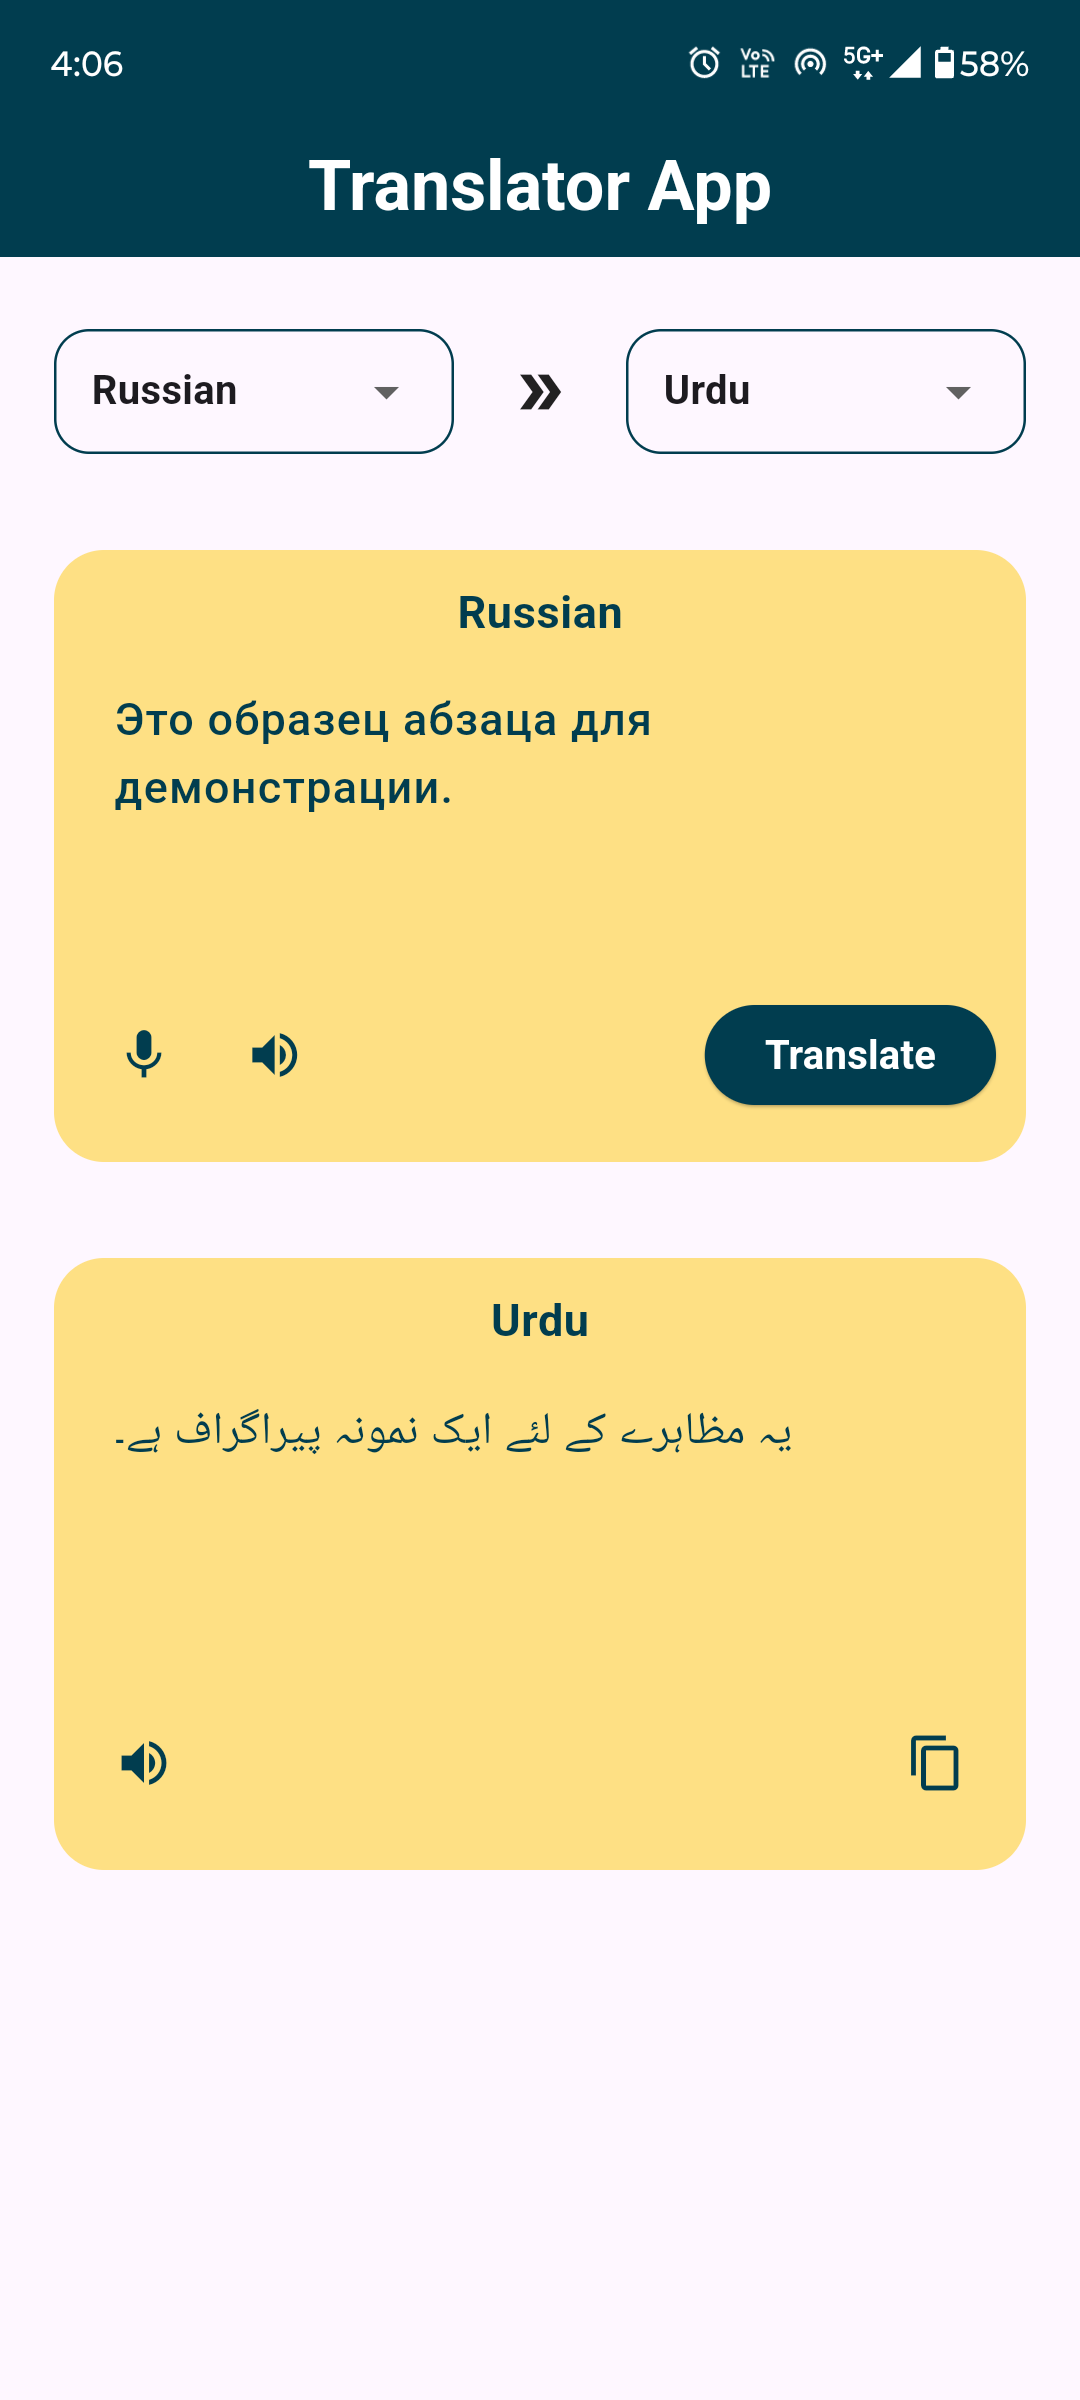 4:06
Vo LTE 5G+ 58%
Translator App
Russian » Urdu
Russian
Это образец абзаца для
демонстрации.
Translate
Urdu
یہ مظاہرے کے لئے ایک نمونہ پیراگراف ہے۔